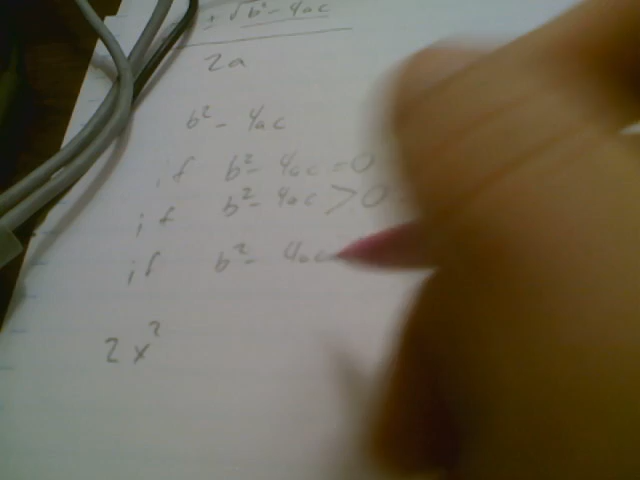 ± √b² - 4ac
2a
b² - 4ac
if b² - 4ac = 0
if b² - 4ac > 0
if b² - 4ac
2x²